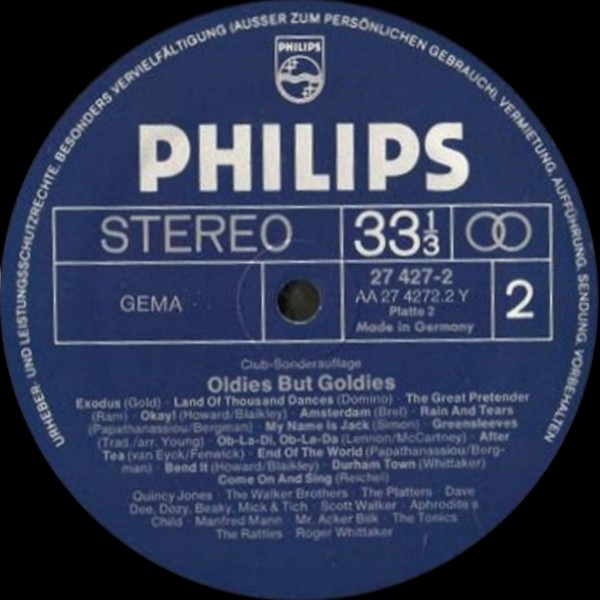 URHEBER- UND LEISTUNGSSCHUTZRECHTE, BESONDERS VERVIELFÄLTIGUNG (AUSSER ZUM PERSÖNLICHEN GEBRAUCH), VERMIETUNG, AUFFÜHRUNG, SENDUNG, VORBEHALTEN
PHILIPS
PHILIPS
STEREO
33 1/3
GEMA
27 427-2
AA 27 4272.2 Y
Platte 2
Made in Germany
2
Club-Sonderauflage
Oldies But Goldies
Exodus (Gold) · Land Of Thousand Dances (Domino) · The Great Pretender
(Ram) · Okay! (Howard/Blaikley) · Amsterdam (Brel) · Rain And Tears
(Papathanassiou/Bergman) · My Name Is Jack (Simon) · Greensleeves
(Trad./arr. Young) · Ob-La-Di, Ob-La-Da (Lennon/McCartney) · After
Tea (van Eyck/Fenwick) · End Of The World (Papathanassiou/Berg-
man) · Bend It (Howard/Blaikley) · Durham Town (Whittaker)
Come On And Sing (Reichel)
Quincy Jones · The Walker Brothers · The Platters · Dave
Dee, Dozy, Beaky, Mick & Tich · Scott Walker · Aphrodite's
Child · Manfred Mann · Mr. Acker Bilk · The Tonics
The Rattles · Roger Whittaker